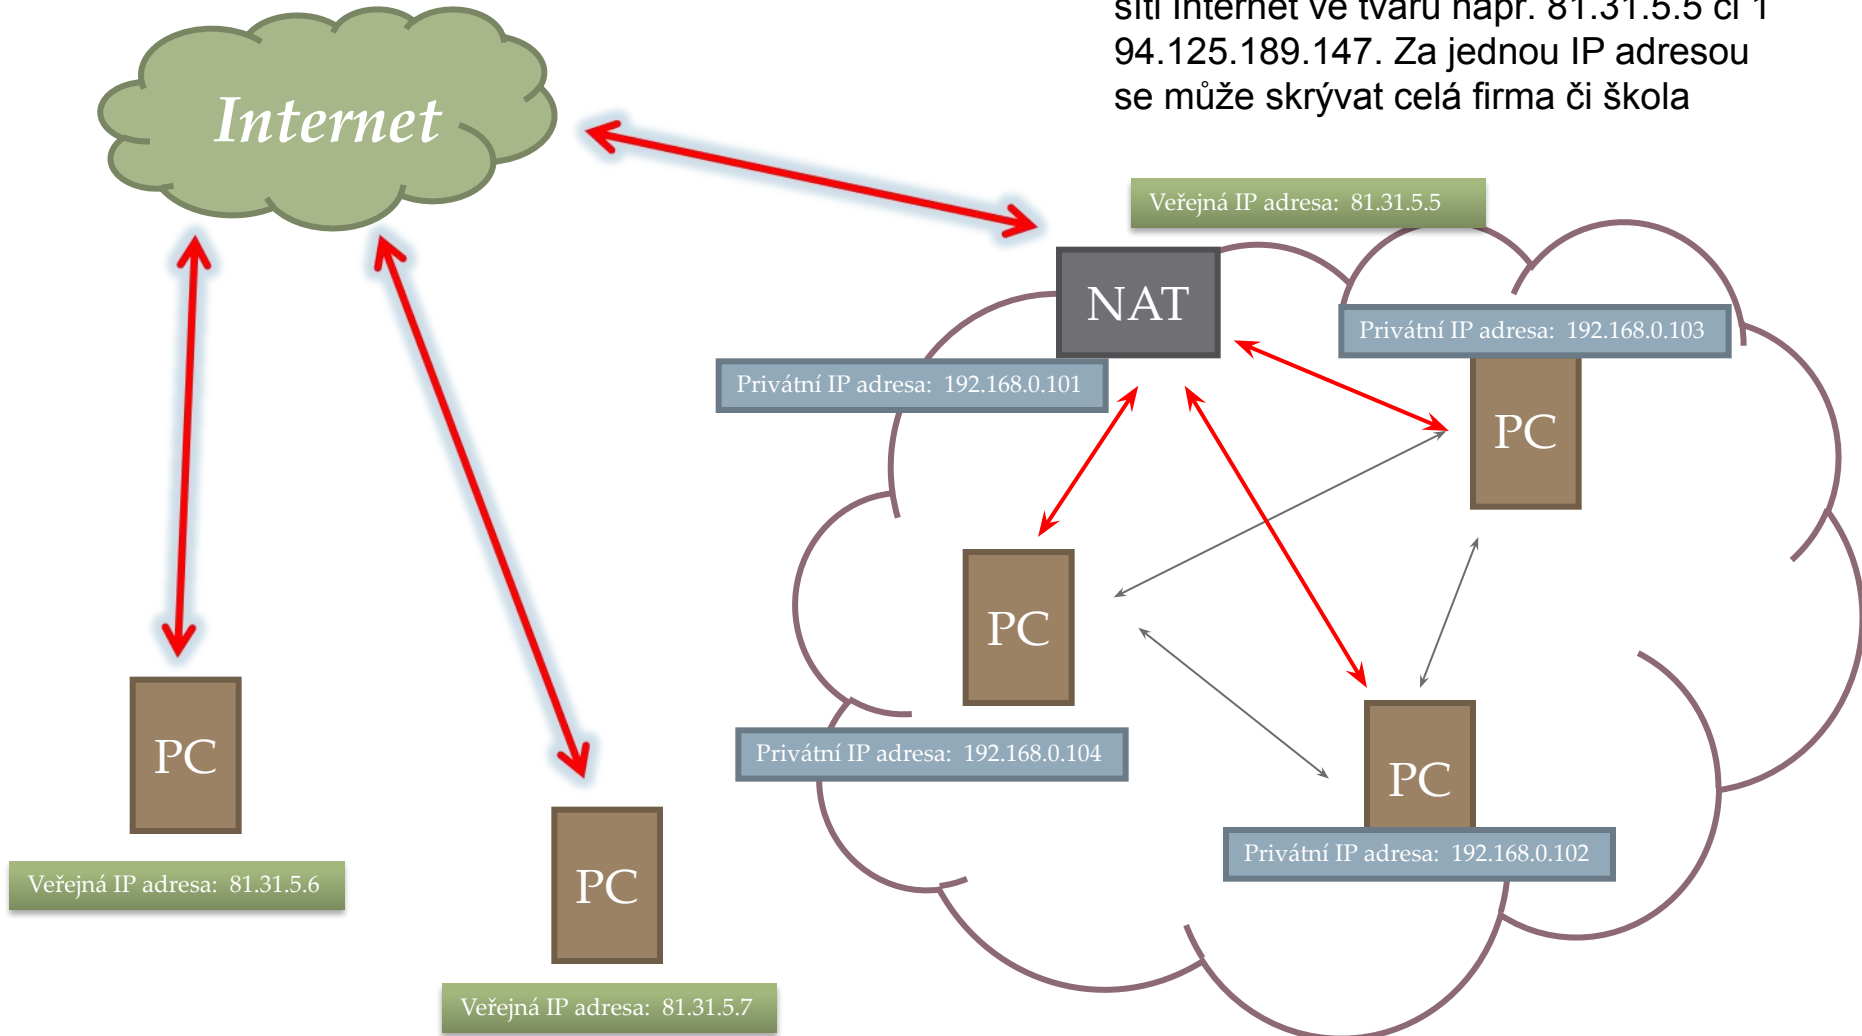 síti Internet ve tvaru např. 81.31.5.5 či 1
94.125.189.147. Za jednou IP adresou
se může skrývat celá firma či škola
Internet
Veřejná IP adresa: 81.31.5.5
NAT
Privátní IP adresa: 192.168.0.103
Privátní IP adresa: 192.168.0.101
PC
PC
PC
Privátní IP adresa: 192.168.0.104
PC
Privátní IP adresa: 192.168.0.102
Veřejná IP adresa: 81.31.5.6
PC
Veřejná IP adresa: 81.31.5.7